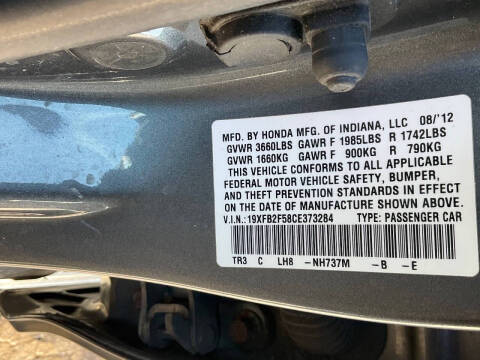 MFD. BY HONDA MFG. OF INDIANA, LLC 08/'12
GVWR 3660LBS GAWR F 1985LBS R 1742LBS
GVWR 1660KG GAWR F 900KG R 790KG
THIS VEHICLE CONFORMS TO ALL APPLICABLE
FEDERAL MOTOR VEHICLE SAFETY, BUMPER,
AND THEFT PREVENTION STANDARDS IN EFFECT
ON THE DATE OF MANUFACTURE SHOWN ABOVE.
V.I.N.:19XFB2F58CE373284 TYPE: PASSENGER CAR
TR3 C LH8 -NH737M -B -E